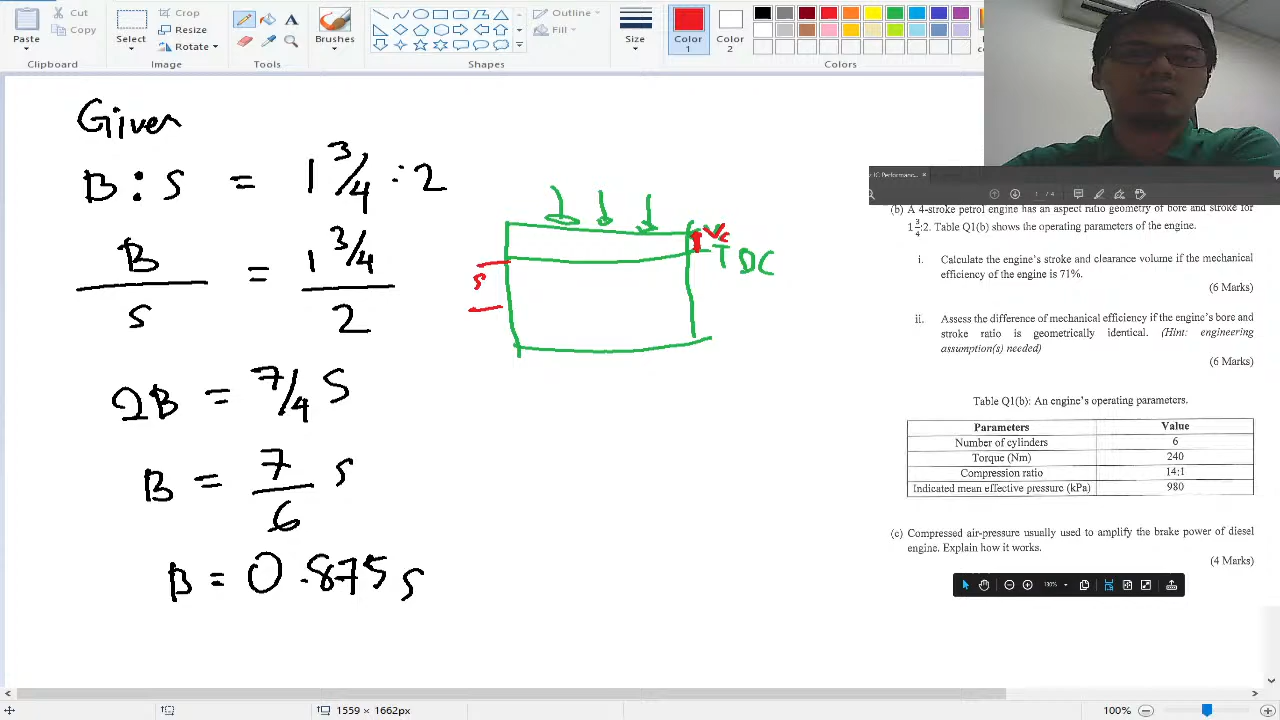 Cut
Copy
Paste
Clipboard
Select
Crop
Resize
Rotate
Image
Tools
Brushes
Outline
Fill
Shapes
Size
Color 1
Color 2
Colors
Given
B : S = 1 3/4 : 2
B/S = 1 3/4 / 2
2B = 7/4 S
B = 7/6 S
B = 0.875 S
Vc
TDC
S
IC Performanc...
1 / 4
(b) A 4-stroke petrol engine has an aspect ratio geometry of bore and stroke for
1 3/4:2. Table Q1(b) shows the operating parameters of the engine.
i. Calculate the engine's stroke and clearance volume if the mechanical
efficiency of the engine is 71%.
(6 Marks)
ii. Assess the difference of mechanical efficiency if the engine's bore and
stroke ratio is geometrically identical. (Hint: engineering
assumption(s) needed)
(6 Marks)
Table Q1(b): An engine's operating parameters.
Parameters Value
Number of cylinders 6
Torque (Nm) 240
Compression ratio 14:1
Indicated mean effective pressure (kPa) 980
(c) Compressed air-pressure usually used to amplify the brake power of diesel
engine. Explain how it works.
(4 Marks)
130%
1559 × 1662px
100%